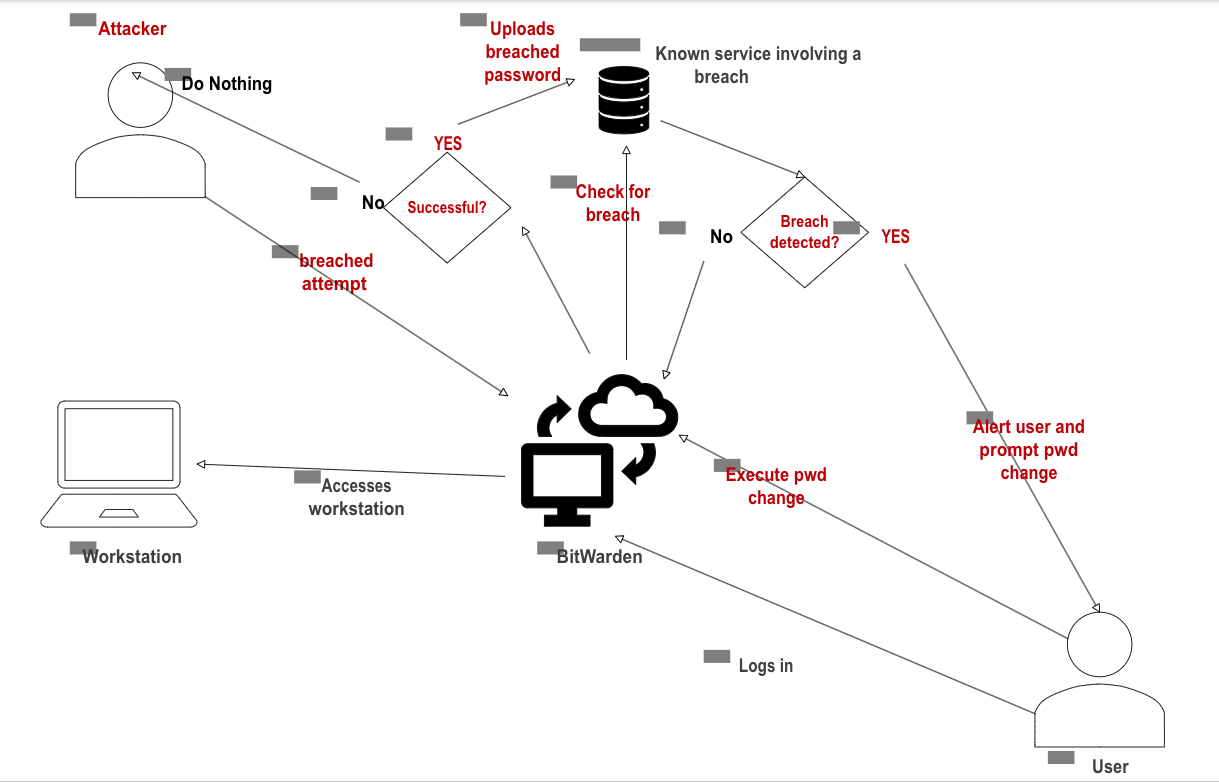 Attacker
Do Nothing
Uploads
breached
password
Known service involving a
breach
YES
No
Successful?
Check for
breach
No
Breach
detected?
YES
breached
attempt
Alert user and
prompt pwd
change
Execute pwd
change
Accesses
workstation
Workstation
BitWarden
Logs in
User